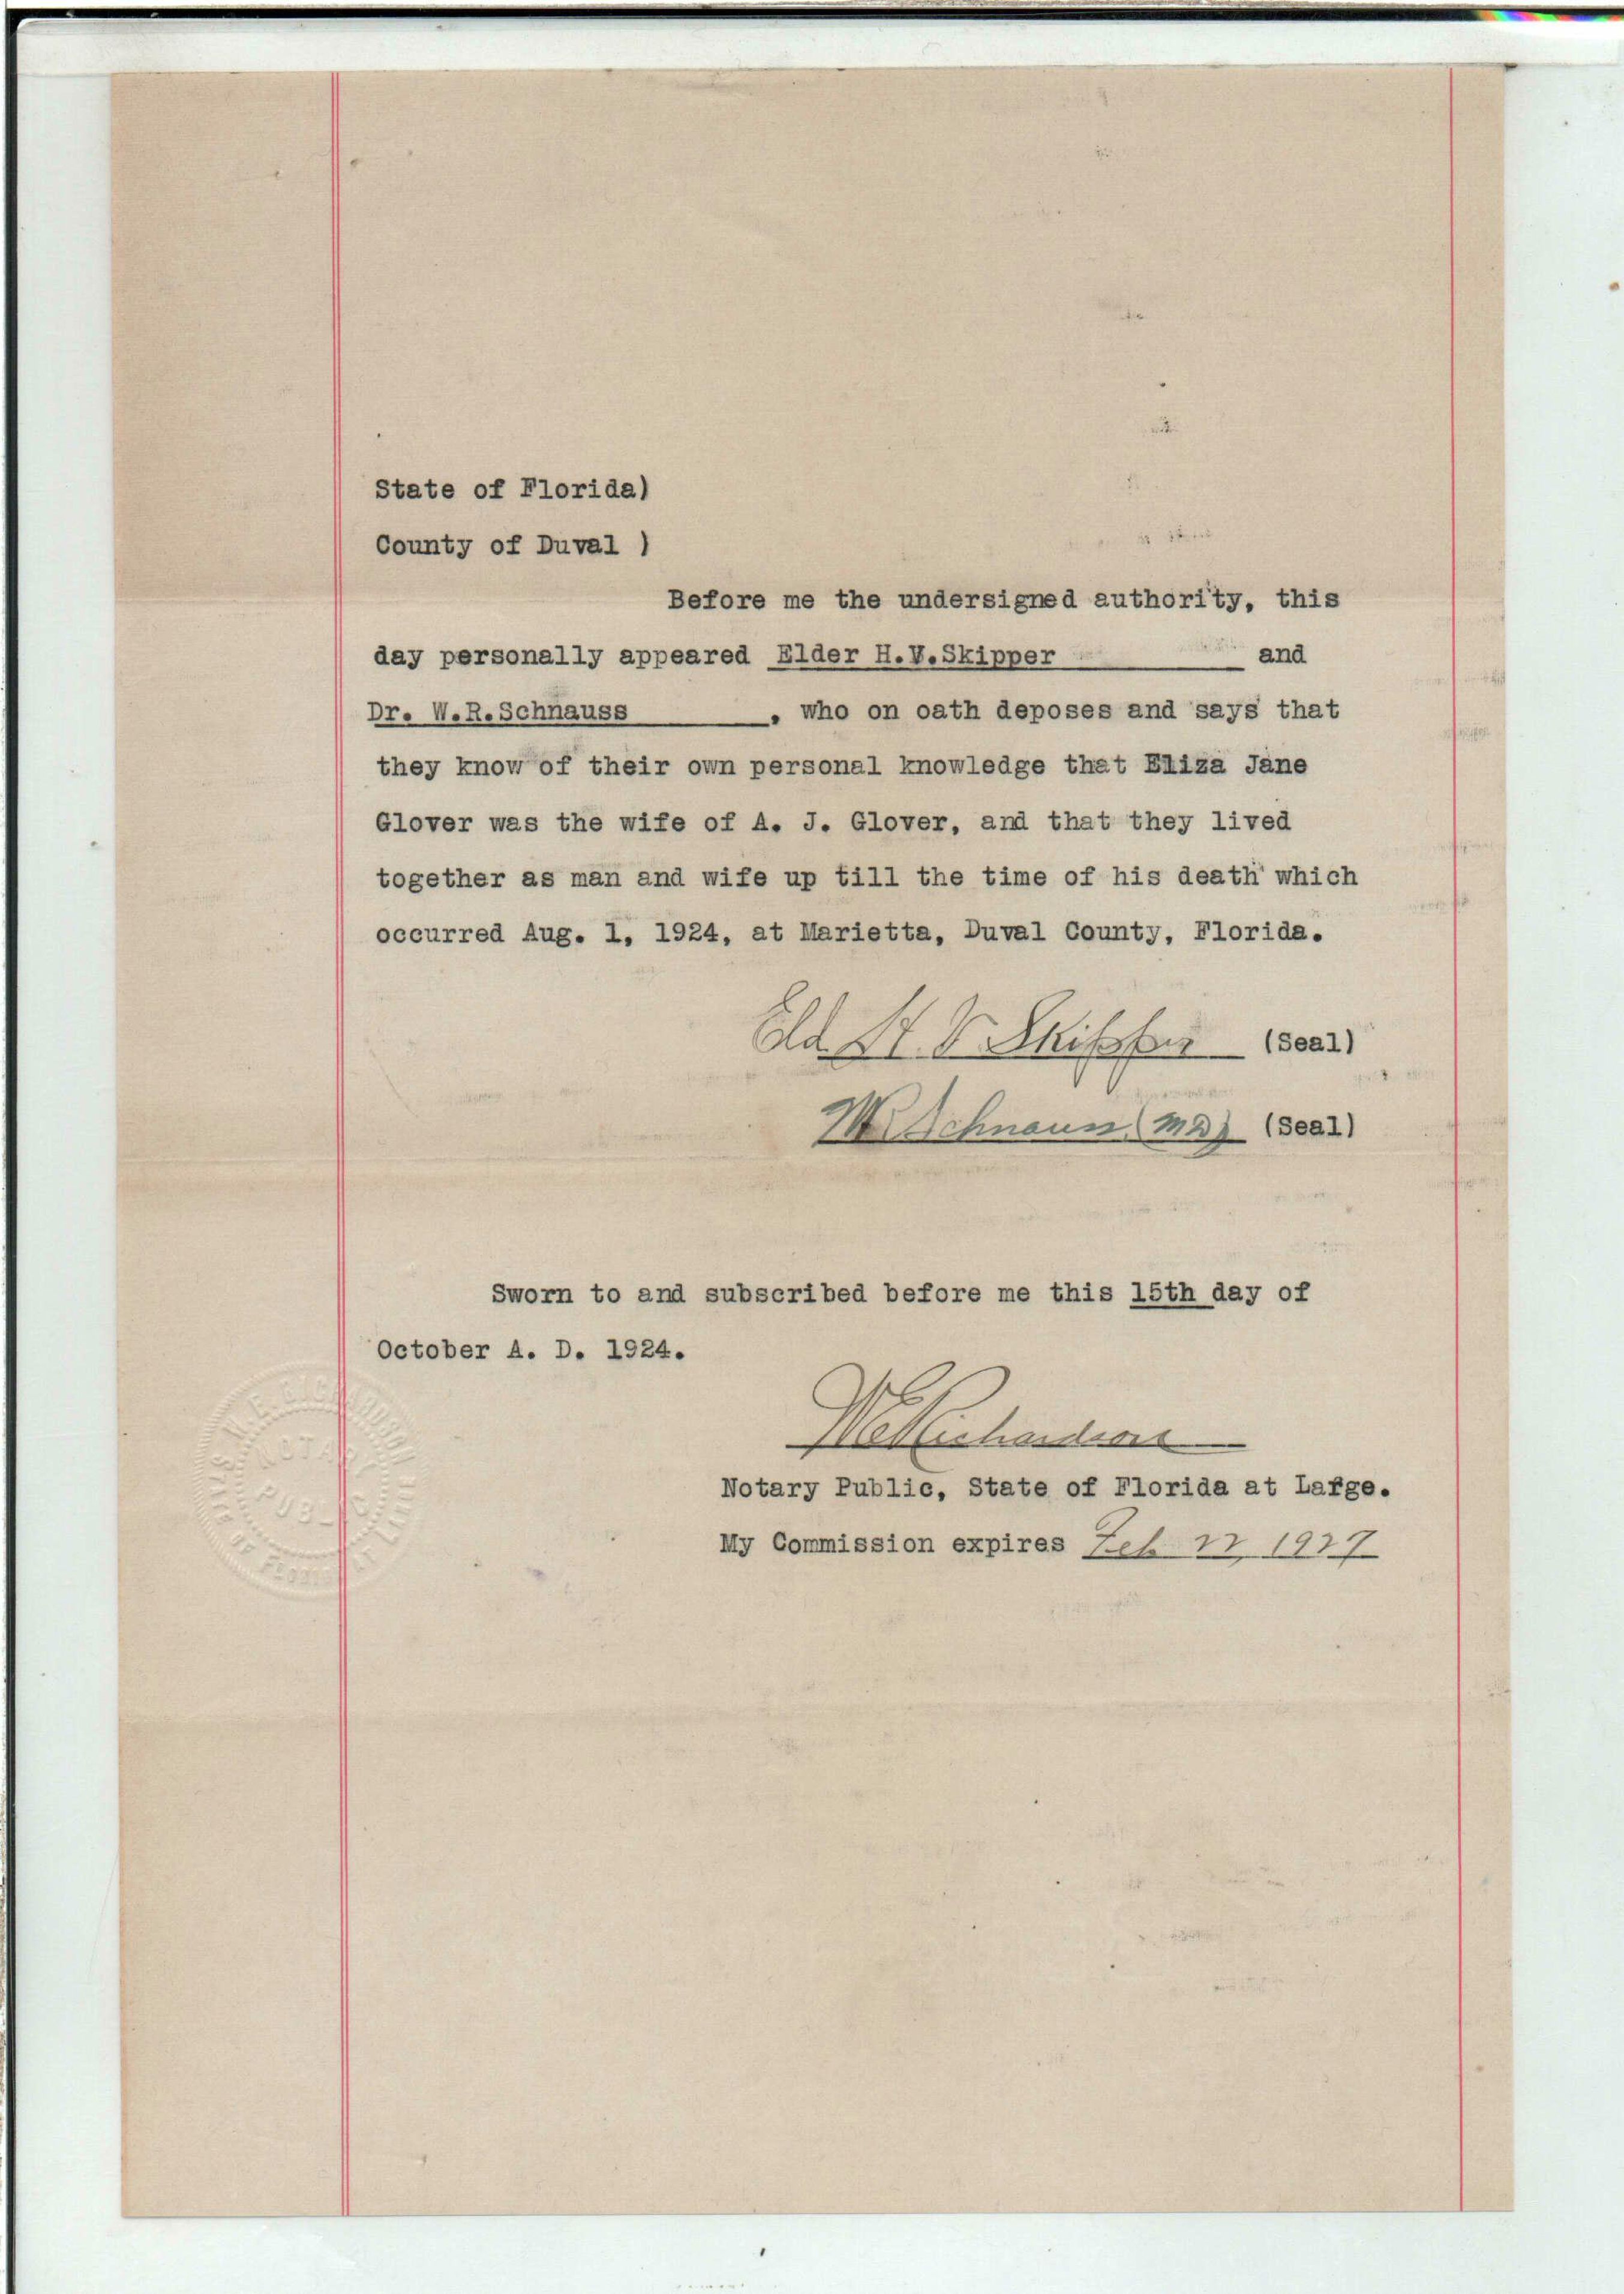 State of Florida)
County of Duval )
Before me the undersigned authority, this
day personally appeared Elder H.V.Skipper and
Dr. W.R.Schnauss , who on oath deposes and says that
they know of their own personal knowledge that Eliza Jane
Glover was the wife of A. J. Glover, and that they lived
together as man and wife up till the time of his death which
occurred Aug. 1, 1924, at Marietta, Duval County, Florida.
Eld H. V. Skipper (Seal)
Schnauss (MD) (Seal)
Sworn to and subscribed before me this 15th day of
October A. D. 1924.
M E Richardson
Notary Public, State of Florida at Large.
My Commission expires Feb 22 1927
M. E. RICHARDSON
NOTARY
PUBLIC
STATE OF FLORIDA AT LARGE